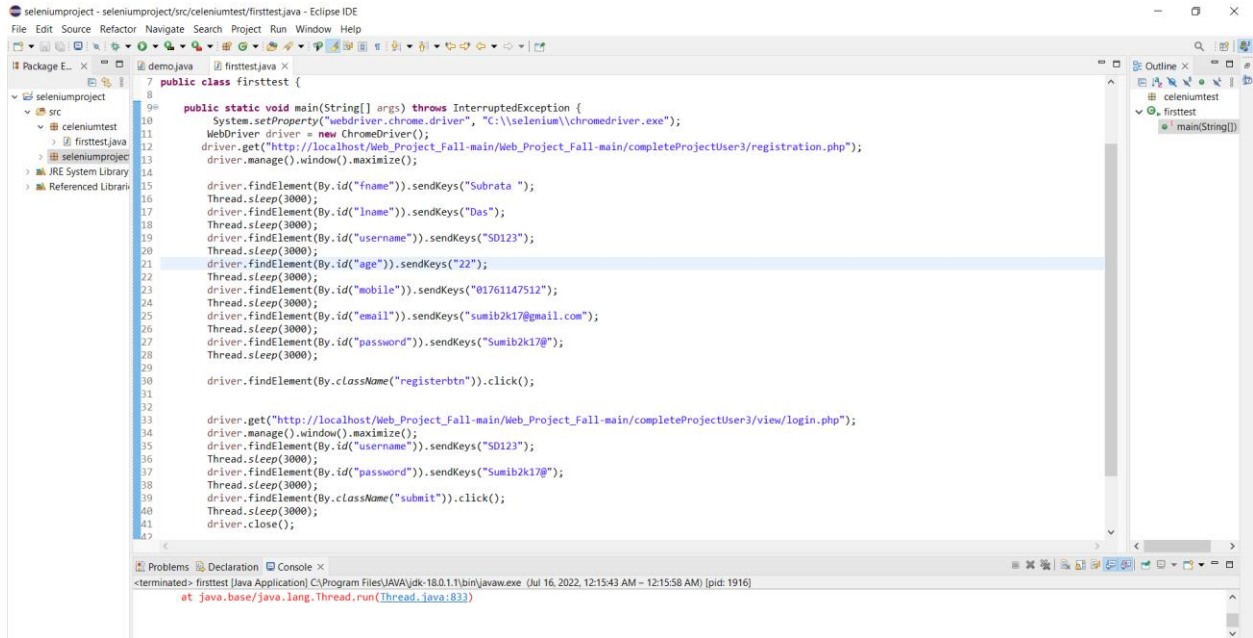 seleniumproject - seleniumproject/src/celeniumtest/firsttest.java - Eclipse IDE
File Edit Source Refactor Navigate Search Project Run Window Help
Package E...
demo.java
firsttest.java
Outline
seleniumproject
src
celeniumtest
firsttest.java
seleniumproject
JRE System Library
Referenced Librari
7 public class firsttest {
8
9 public static void main(String[] args) throws InterruptedException {
10 System.setProperty("webdriver.chrome.driver", "C:\\selenium\\chromedriver.exe");
11 WebDriver driver = new ChromeDriver();
12 driver.get("http://localhost/Web_Project_Fall-main/Web_Project_Fall-main/completeProjectUser3/registration.php");
13 driver.manage().window().maximize();
14
15 driver.findElement(By.id("fname")).sendKeys("Subrata ");
16 Thread.sleep(3000);
17 driver.findElement(By.id("lname")).sendKeys("Das");
18 Thread.sleep(3000);
19 driver.findElement(By.id("username")).sendKeys("SD123");
20 Thread.sleep(3000);
21 driver.findElement(By.id("age")).sendKeys("22");
22 Thread.sleep(3000);
23 driver.findElement(By.id("mobile")).sendKeys("01761147512");
24 Thread.sleep(3000);
25 driver.findElement(By.id("email")).sendKeys("sumib2k17@gmail.com");
26 Thread.sleep(3000);
27 driver.findElement(By.id("password")).sendKeys("Sumib2k17@");
28 Thread.sleep(3000);
29
30 driver.findElement(By.className("registerbtn")).click();
31
32
33 driver.get("http://localhost/Web_Project_Fall-main/Web_Project_Fall-main/completeProjectUser3/view/login.php");
34 driver.manage().window().maximize();
35 driver.findElement(By.id("username")).sendKeys("SD123");
36 Thread.sleep(3000);
37 driver.findElement(By.id("password")).sendKeys("Sumib2k17@");
38 Thread.sleep(3000);
39 driver.findElement(By.className("submit")).click();
40 Thread.sleep(3000);
41 driver.close();
42
celeniumtest
firsttest
main(String[])
Problems Declaration Console
<terminated> firsttest [Java Application] C:\Program Files\JAVA\jdk-18.0.1.1\bin\javaw.exe (Jul 16, 2022, 12:15:43 AM – 12:15:58 AM) [pid: 1916]
at java.base/java.lang.Thread.run(Thread.java:833)